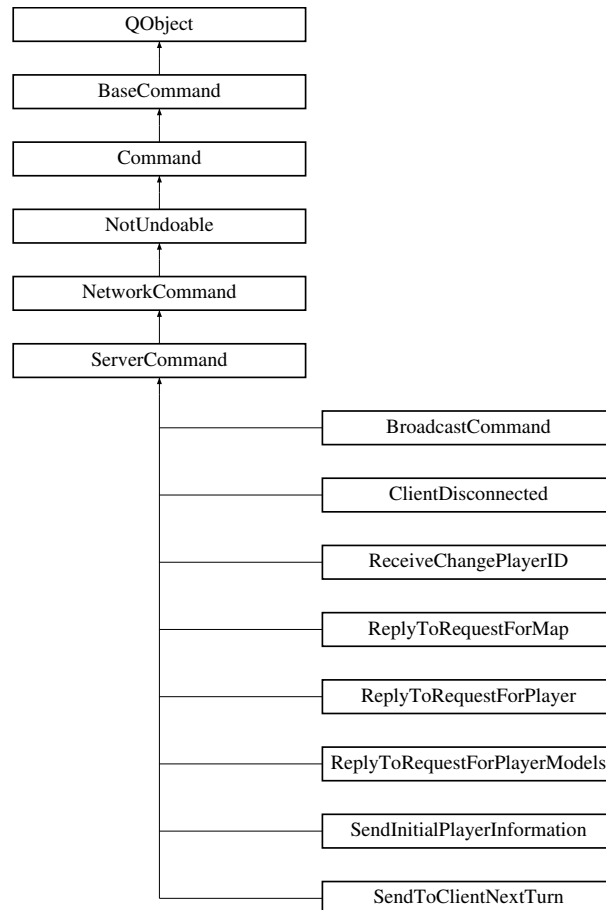 QObject
BaseCommand
Command
NotUndoable
NetworkCommand
ServerCommand
BroadcastCommand
ClientDisconnected
ReceiveChangePlayerID
ReplyToRequestForMap
ReplyToRequestForPlayer
ReplyToRequestForPlayerModels
SendInitialPlayerInformation
SendToClientNextTurn